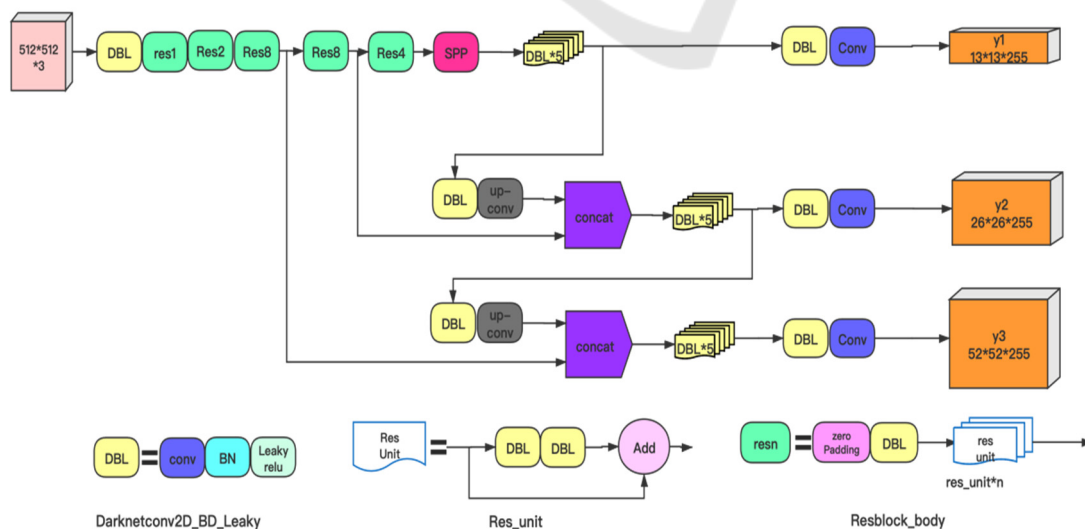 512*512
*3
DBL
res1
Res2
Res8
Res8
Res4
SPP
DBL*5
DBL
Conv
y1
13*13*255
DBL
up-
conv
concat
DBL*5
DBL
Conv
y2
26*26*255
DBL
up-
conv
concat
DBL*5
DBL
Conv
y3
52*52*255
DBL
conv
BN
Leaky
relu
Darknetconv2D_BD_Leaky
Res
Unit
DBL
DBL
Add
Res_unit
resn
zero
Padding
DBL
res
unit
res_unit*n
Resblock_body